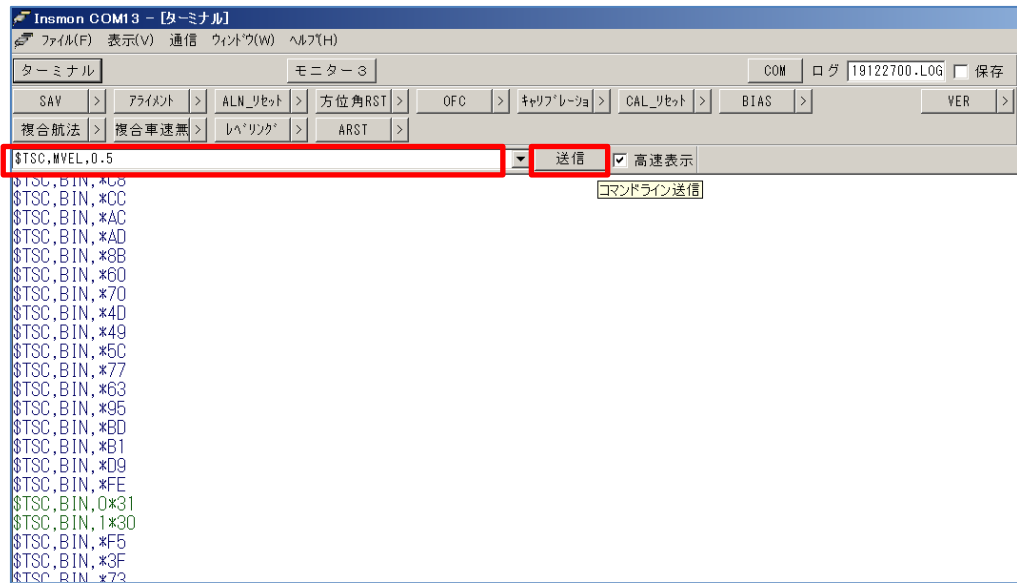 Insmon COM13 - [ターミナル]
ファイル(F) 表示(V) 通信 ウィンドウ(W) ヘルプ(H)
ターミナル モニター3 COM ログ 19122700.LOG 保存
SAV > アライメント > ALN_リセット > 方位角RST > OFC > キャリブレーショ > CAL_リセット > BIAS > VER >
複合航法 > 複合車速無 > レベリング > ARST >
$TSC,MVEL,0.5 送信 高速表示
$TSC,BIN,*C8 コマンドライン送信
$TSC,BIN,*CC
$TSC,BIN,*AC
$TSC,BIN,*AD
$TSC,BIN,*8B
$TSC,BIN,*60
$TSC,BIN,*70
$TSC,BIN,*4D
$TSC,BIN,*49
$TSC,BIN,*5C
$TSC,BIN,*77
$TSC,BIN,*63
$TSC,BIN,*95
$TSC,BIN,*BD
$TSC,BIN,*B1
$TSC,BIN,*D9
$TSC,BIN,*FE
$TSC,BIN,0*31
$TSC,BIN,1*30
$TSC,BIN,*F5
$TSC,BIN,*3F
$TSC,BIN,*73